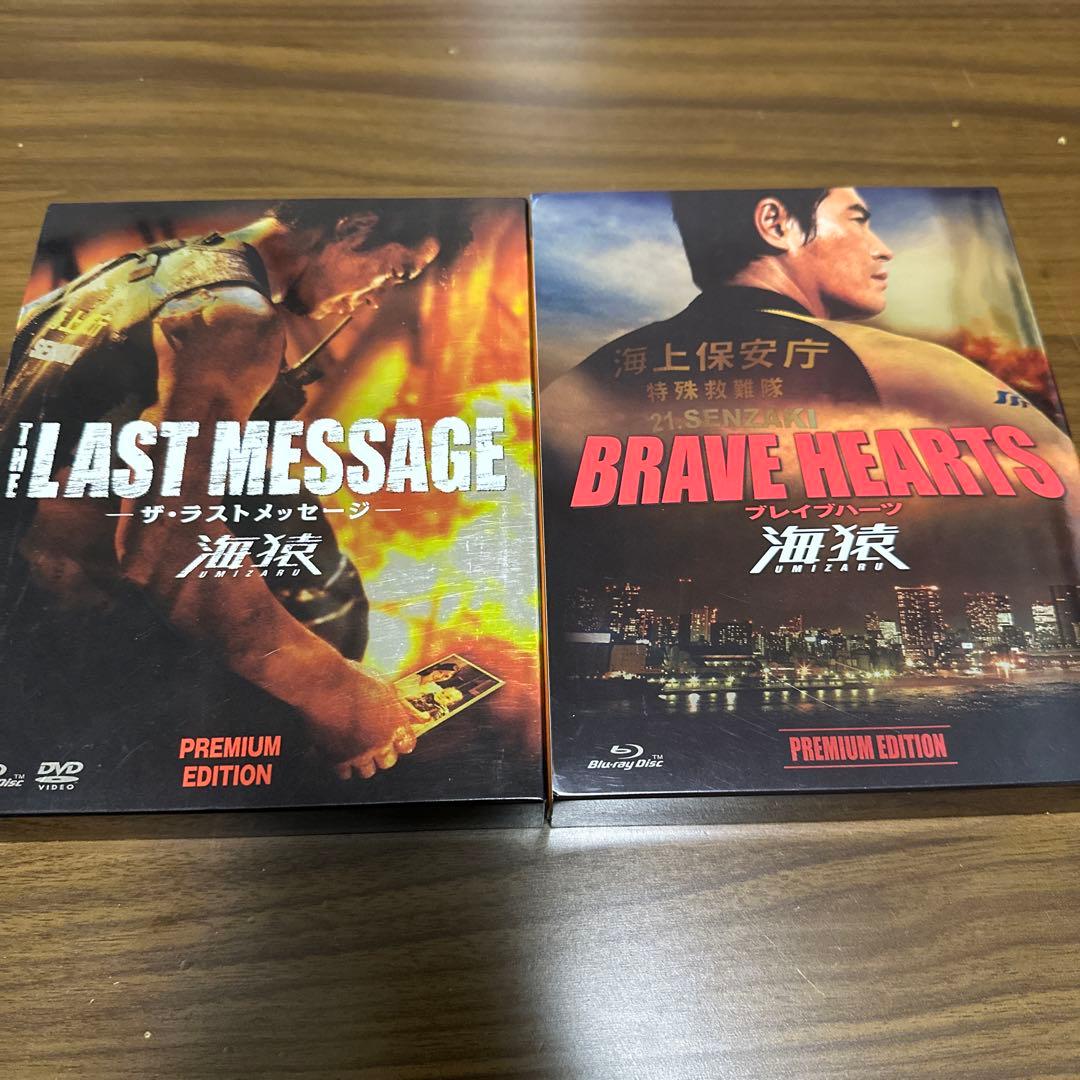 THE LAST MESSAGE
―ザ・ラストメッセージ―
海猿
UMIZARU
PREMIUM
EDITION
Disc™
DVD
VIDEO
海上保安庁
特殊救難隊
21.SENZAKI
BRAVE HEARTS
ブレイブハーツ
海猿
UMIZARU
Blu-ray Disc™
PREMIUM EDITION